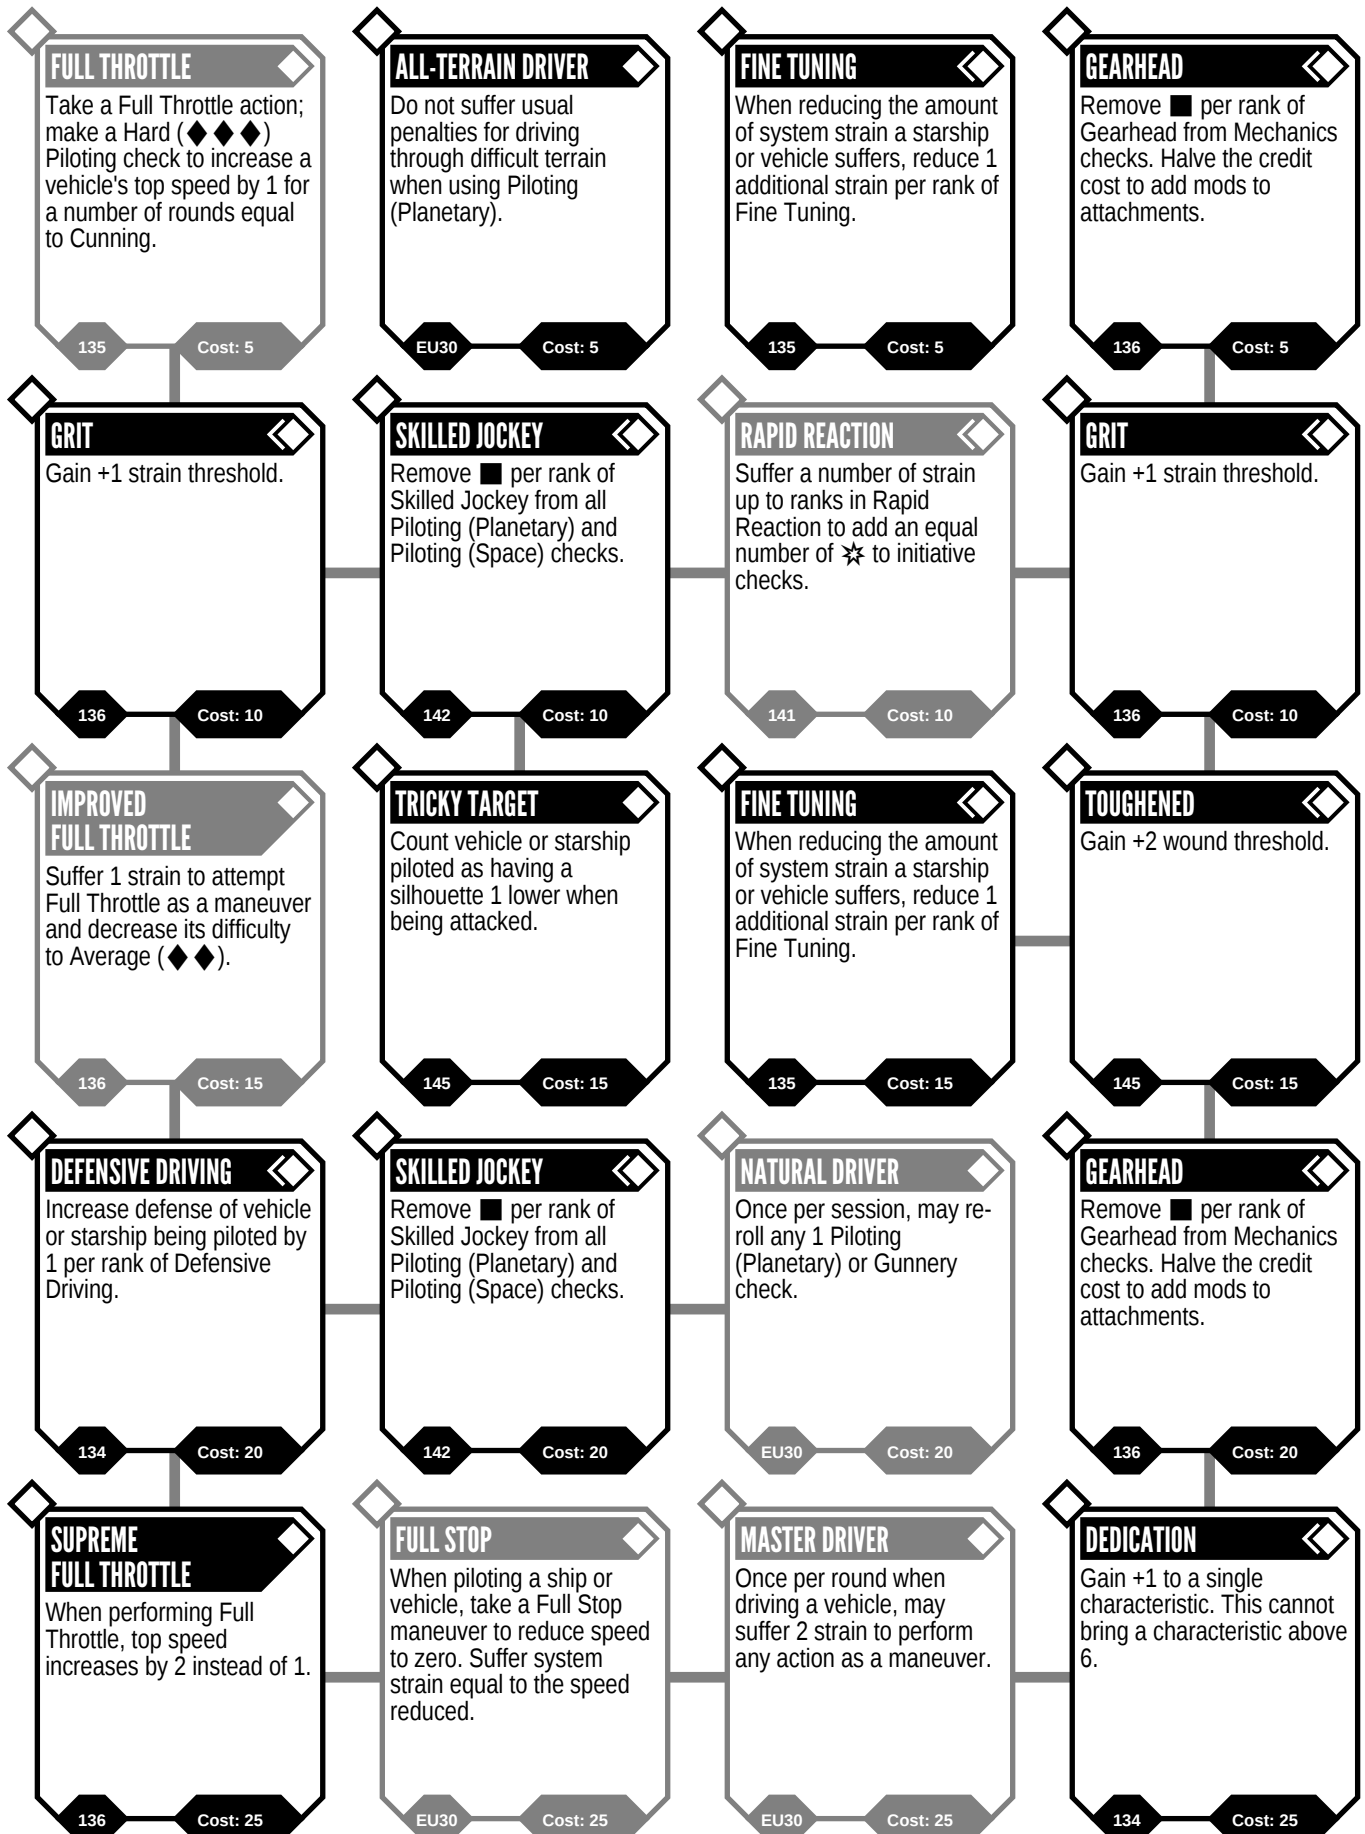 FULL THROTTLE
Take a Full Throttle action;
make a Hard (◆ ◆ ◆)
Piloting check to increase a
vehicle's top speed by 1 for
a number of rounds equal
to Cunning.
135
Cost: 5
ALL-TERRAIN DRIVER
Do not suffer usual
penalties for driving
through difficult terrain
when using Piloting
(Planetary).
EU30
Cost: 5
FINE TUNING
When reducing the amount
of system strain a starship
or vehicle suffers, reduce 1
additional strain per rank of
Fine Tuning.
135
Cost: 5
GEARHEAD
Remove ■ per rank of
Gearhead from Mechanics
checks. Halve the credit
cost to add mods to
attachments.
136
Cost: 5
GRIT
Gain +1 strain threshold.
136
Cost: 10
SKILLED JOCKEY
Remove ■ per rank of
Skilled Jockey from all
Piloting (Planetary) and
Piloting (Space) checks.
142
Cost: 10
RAPID REACTION
Suffer a number of strain
up to ranks in Rapid
Reaction to add an equal
number of to initiative
checks.
141
Cost: 10
GRIT
Gain +1 strain threshold.
136
Cost: 10
IMPROVED
FULL THROTTLE
Suffer 1 strain to attempt
Full Throttle as a maneuver
and decrease its difficulty
to Average (◆ ◆).
136
Cost: 15
TRICKY TARGET
Count vehicle or starship
piloted as having a
silhouette 1 lower when
being attacked.
145
Cost: 15
FINE TUNING
When reducing the amount
of system strain a starship
or vehicle suffers, reduce 1
additional strain per rank of
Fine Tuning.
135
Cost: 15
TOUGHENED
Gain +2 wound threshold.
145
Cost: 15
DEFENSIVE DRIVING
Increase defense of vehicle
or starship being piloted by
1 per rank of Defensive
Driving.
134
Cost: 20
SKILLED JOCKEY
Remove ■ per rank of
Skilled Jockey from all
Piloting (Planetary) and
Piloting (Space) checks.
142
Cost: 20
NATURAL DRIVER
Once per session, may re-
roll any 1 Piloting
(Planetary) or Gunnery
check.
EU30
Cost: 20
GEARHEAD
Remove ■ per rank of
Gearhead from Mechanics
checks. Halve the credit
cost to add mods to
attachments.
136
Cost: 20
SUPREME
FULL THROTTLE
When performing Full
Throttle, top speed
increases by 2 instead of 1.
136
Cost: 25
FULL STOP
When piloting a ship or
vehicle, take a Full Stop
maneuver to reduce speed
to zero. Suffer system
strain equal to the speed
reduced.
EU30
Cost: 25
MASTER DRIVER
Once per round when
driving a vehicle, may
suffer 2 strain to perform
any action as a maneuver.
EU30
Cost: 25
DEDICATION
Gain +1 to a single
characteristic. This cannot
bring a characteristic above
6.
134
Cost: 25